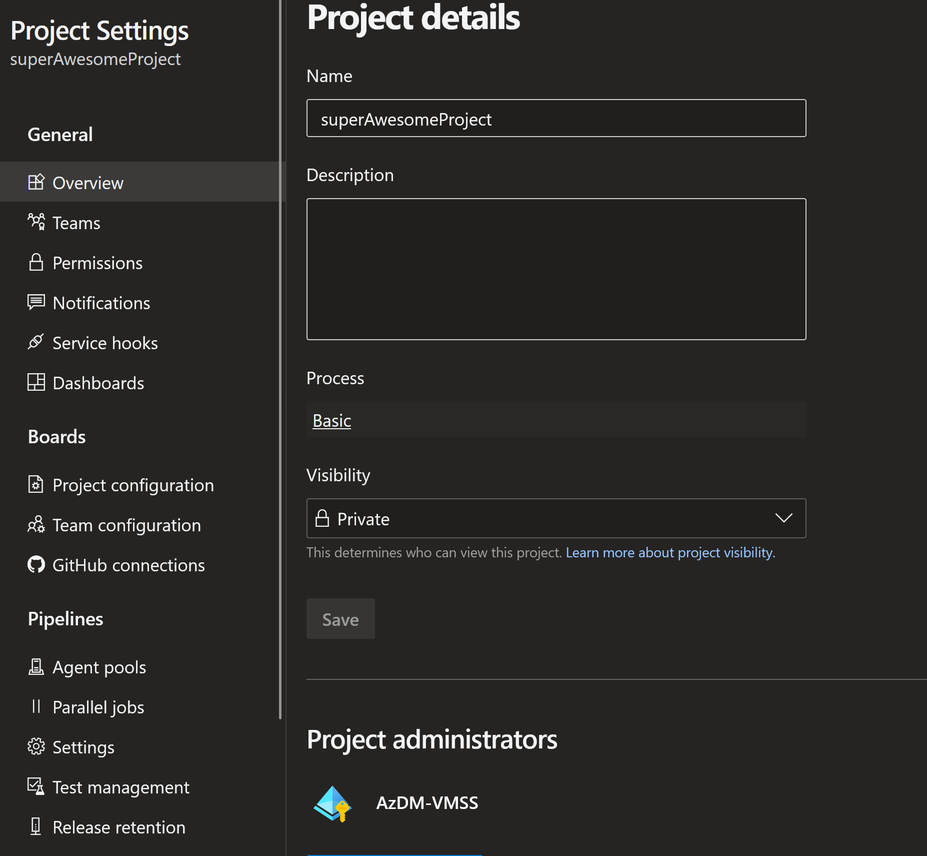 Project Settings
superAwesomeProject
General
Overview
Teams
Permissions
Notifications
Service hooks
Dashboards
Boards
Project configuration
Team configuration
GitHub connections
Pipelines
Agent pools
Parallel jobs
Settings
Test management
Release retention
Project details
Name
superAwesomeProject
Description
Process
Basic
Visibility
Private
This determines who can view this project. Learn more about project visibility.
Save
Project administrators
AzDM-VMSS